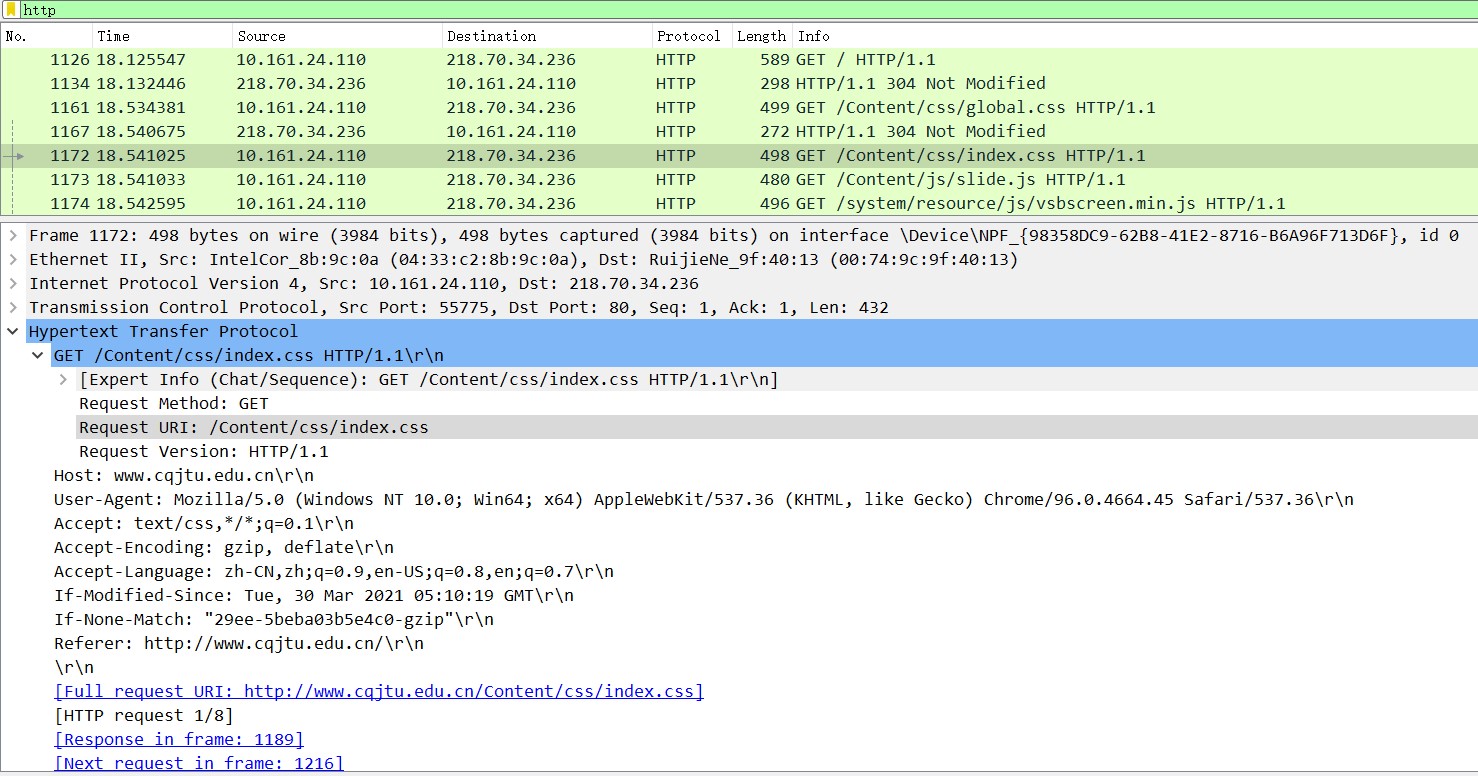 http
No. Time Source Destination Protocol Length Info
1126 18.125547 10.161.24.110 218.70.34.236 HTTP 589 GET / HTTP/1.1
1134 18.132446 218.70.34.236 10.161.24.110 HTTP 298 HTTP/1.1 304 Not Modified
1161 18.534381 10.161.24.110 218.70.34.236 HTTP 499 GET /Content/css/global.css HTTP/1.1
1167 18.540675 218.70.34.236 10.161.24.110 HTTP 272 HTTP/1.1 304 Not Modified
1172 18.541025 10.161.24.110 218.70.34.236 HTTP 498 GET /Content/css/index.css HTTP/1.1
1173 18.541033 10.161.24.110 218.70.34.236 HTTP 480 GET /Content/js/slide.js HTTP/1.1
1174 18.542595 10.161.24.110 218.70.34.236 HTTP 496 GET /system/resource/js/vsbscreen.min.js HTTP/1.1
Frame 1172: 498 bytes on wire (3984 bits), 498 bytes captured (3984 bits) on interface \Device\NPF_{98358DC9-62B8-41E2-8716-B6A96F713D6F}, id 0
Ethernet II, Src: IntelCor_8b:9c:0a (04:33:c2:8b:9c:0a), Dst: RuijieNe_9f:40:13 (00:74:9c:9f:40:13)
Internet Protocol Version 4, Src: 10.161.24.110, Dst: 218.70.34.236
Transmission Control Protocol, Src Port: 55775, Dst Port: 80, Seq: 1, Ack: 1, Len: 432
Hypertext Transfer Protocol
GET /Content/css/index.css HTTP/1.1\r\n
[Expert Info (Chat/Sequence): GET /Content/css/index.css HTTP/1.1\r\n]
Request Method: GET
Request URI: /Content/css/index.css
Request Version: HTTP/1.1
Host: www.cqjtu.edu.cn\r\n
User-Agent: Mozilla/5.0 (Windows NT 10.0; Win64; x64) AppleWebKit/537.36 (KHTML, like Gecko) Chrome/96.0.4664.45 Safari/537.36\r\n
Accept: text/css,*/*;q=0.1\r\n
Accept-Encoding: gzip, deflate\r\n
Accept-Language: zh-CN,zh;q=0.9,en-US;q=0.8,en;q=0.7\r\n
If-Modified-Since: Tue, 30 Mar 2021 05:10:19 GMT\r\n
If-None-Match: "29ee-5beba03b5e4c0-gzip"\r\n
Referer: http://www.cqjtu.edu.cn/\r\n
\r\n
[Full request URI: http://www.cqjtu.edu.cn/Content/css/index.css]
[HTTP request 1/8]
[Response in frame: 1189]
[Next request in frame: 1216]